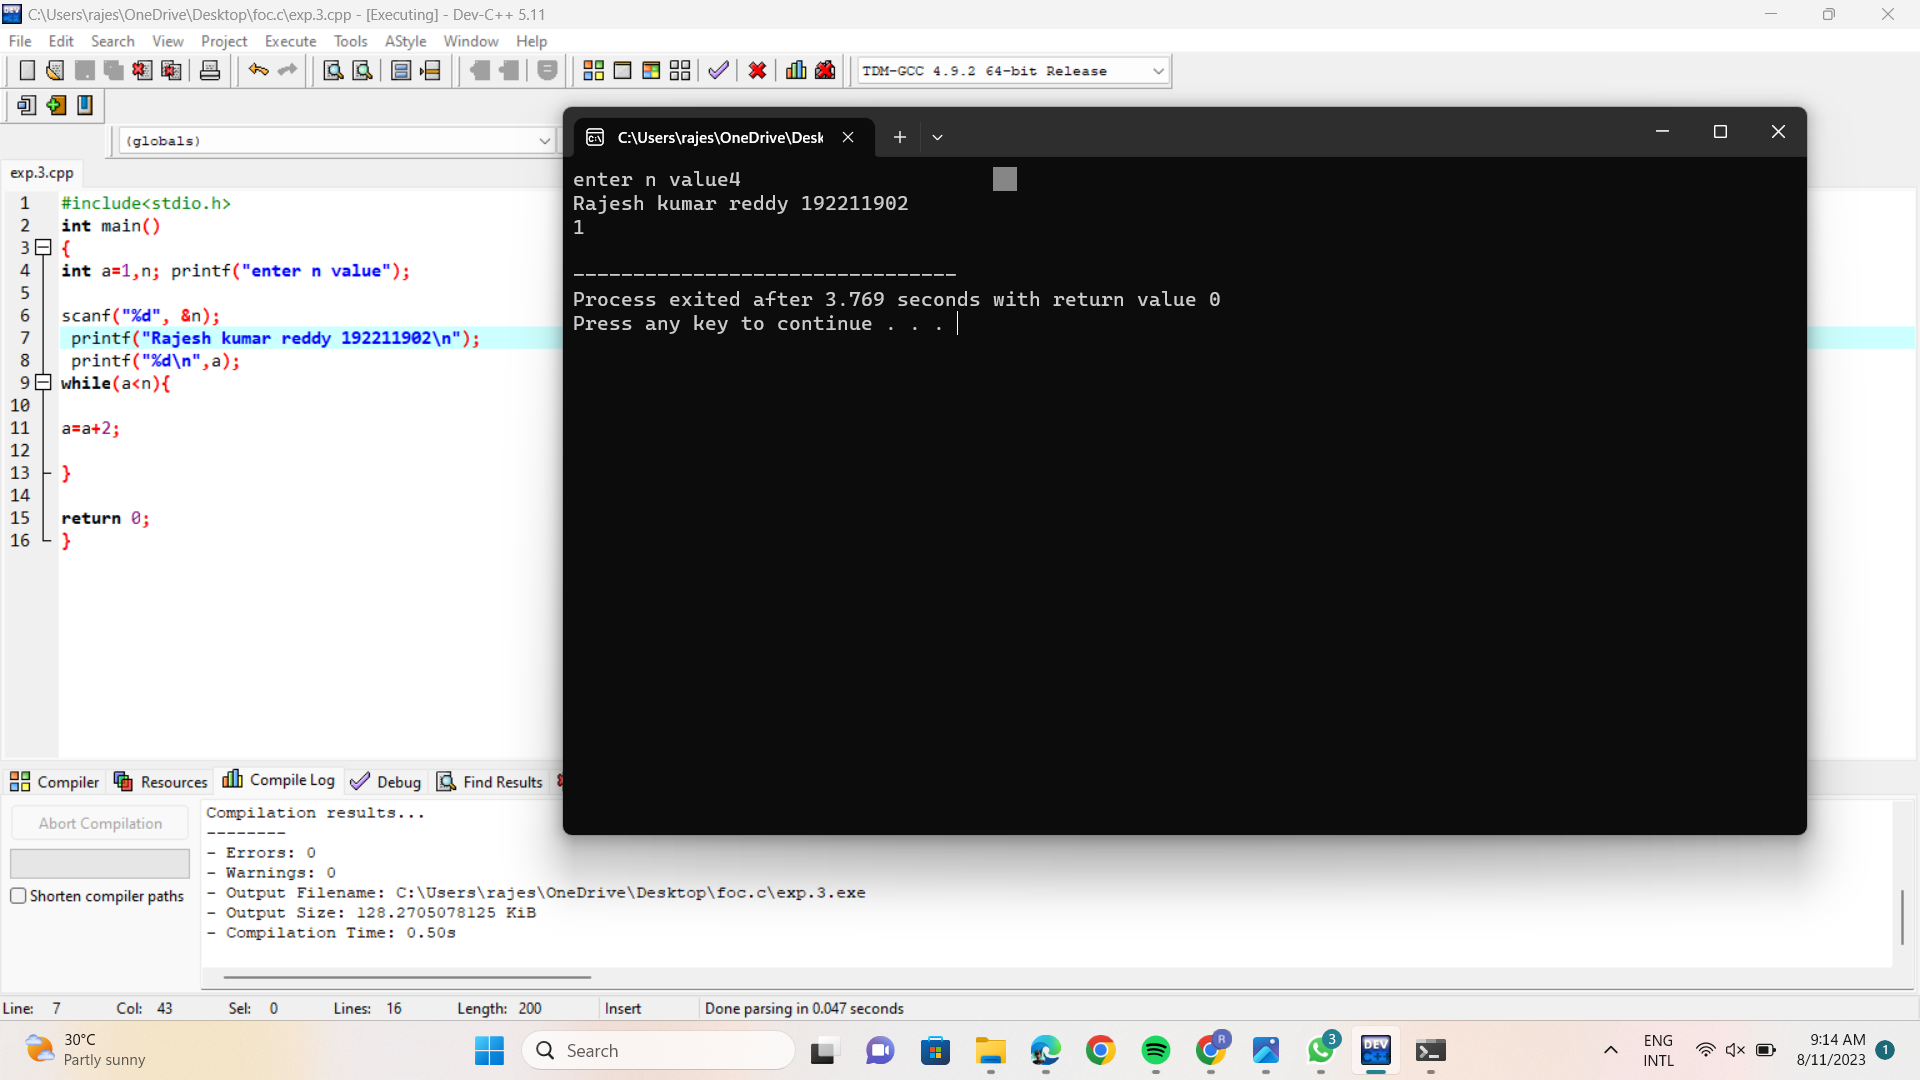 C:\Users\rajes\OneDrive\Desktop\foc.c\exp.3.cpp - [Executing] - Dev-C++ 5.11
File Edit Search View Project Execute Tools AStyle Window Help
TDM-GCC 4.9.2 64-bit Release
(globals)
exp.3.cpp
1 #include<stdio.h>
2 int main()
3 {
4 int a=1,n; printf("enter n value");
5
6 scanf("%d", &n);
7 printf("Rajesh kumar reddy 192211902\n");
8 printf("%d\n",a);
9 while(a<n){
10
11 a=a+2;
12
13 }
14
15 return 0;
16 }
C:\Users\rajes\OneDrive\Desk
enter n value4
Rajesh kumar reddy 192211902
1
--------------------------------
Process exited after 3.769 seconds with return value 0
Press any key to continue . . .
Compiler Resources Compile Log Debug Find Results
Abort Compilation
Shorten compiler paths
Compilation results...
--------
- Errors: 0
- Warnings: 0
- Output Filename: C:\Users\rajes\OneDrive\Desktop\foc.c\exp.3.exe
- Output Size: 128.2705078125 KiB
- Compilation Time: 0.50s
Line: 7 Col: 43 Sel: 0 Lines: 16 Length: 200 Insert Done parsing in 0.047 seconds
30°C
Partly sunny
Search
R
3
DEV
C++
ENG
INTL
9:14 AM
8/11/2023
1